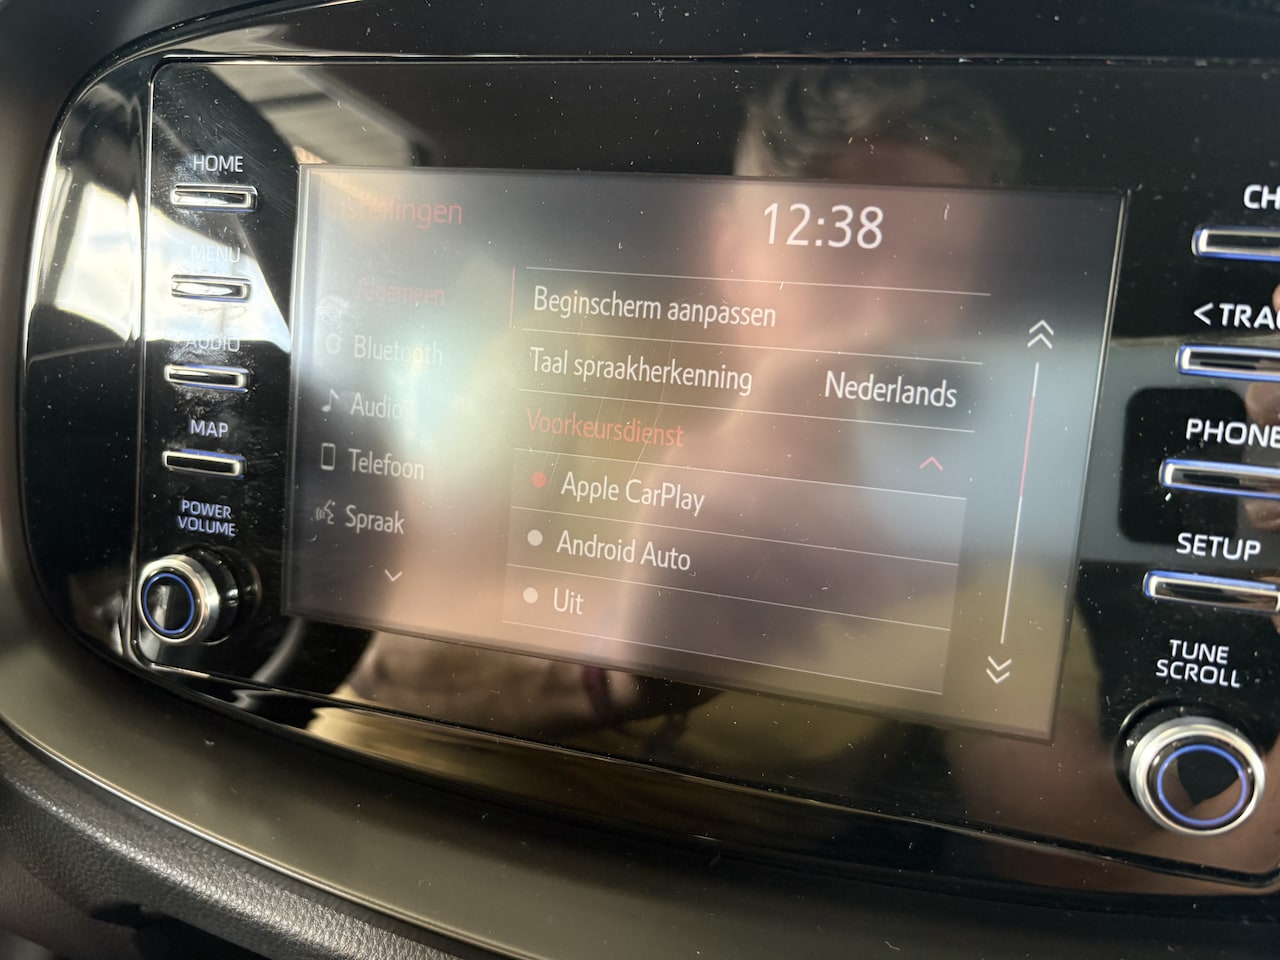 HOME
MENU
AUDIO
MAP
POWER
VOLUME
Instellingen
12:38
Algemeen
Bluetooth
Audio
Telefoon
Spraak
Beginscherm aanpassen
Taal spraakherkenning Nederlands
Voorkeursdienst
Apple CarPlay
Android Auto
Uit
CH
< TRAC
PHONE
SETUP
TUNE
SCROLL